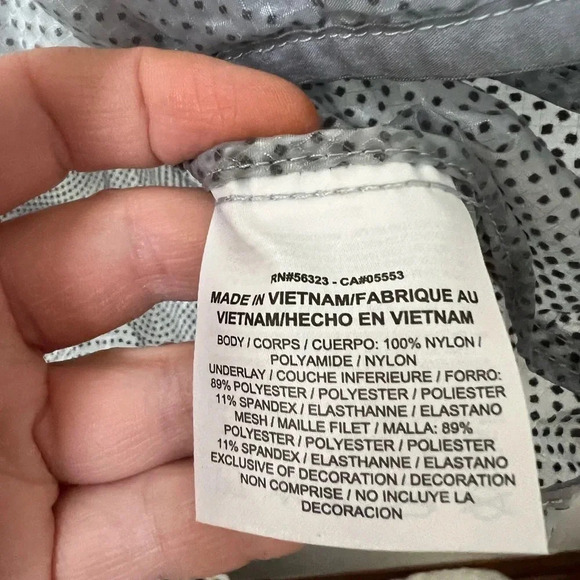 RN#56323 - CA#05553
MADE IN VIETNAM/FABRIQUE AU
VIETNAM/HECHO EN VIETNAM
BODY / CORPS / CUERPO: 100% NYLON /
POLYAMIDE / NYLON
UNDERLAY / COUCHE INFERIEURE / FORRO:
89% POLYESTER / POLYESTER / POLIESTER
11% SPANDEX / ELASTHANNE / ELASTANO
MESH / MAILLE FILET / MALLA: 89%
POLYESTER / POLYESTER / POLIESTER
11% SPANDEX / ELASTHANNE / ELASTANO
EXCLUSIVE OF DECORATION / DECORATION
NON COMPRISE / NO INCLUYE LA
DECORACION